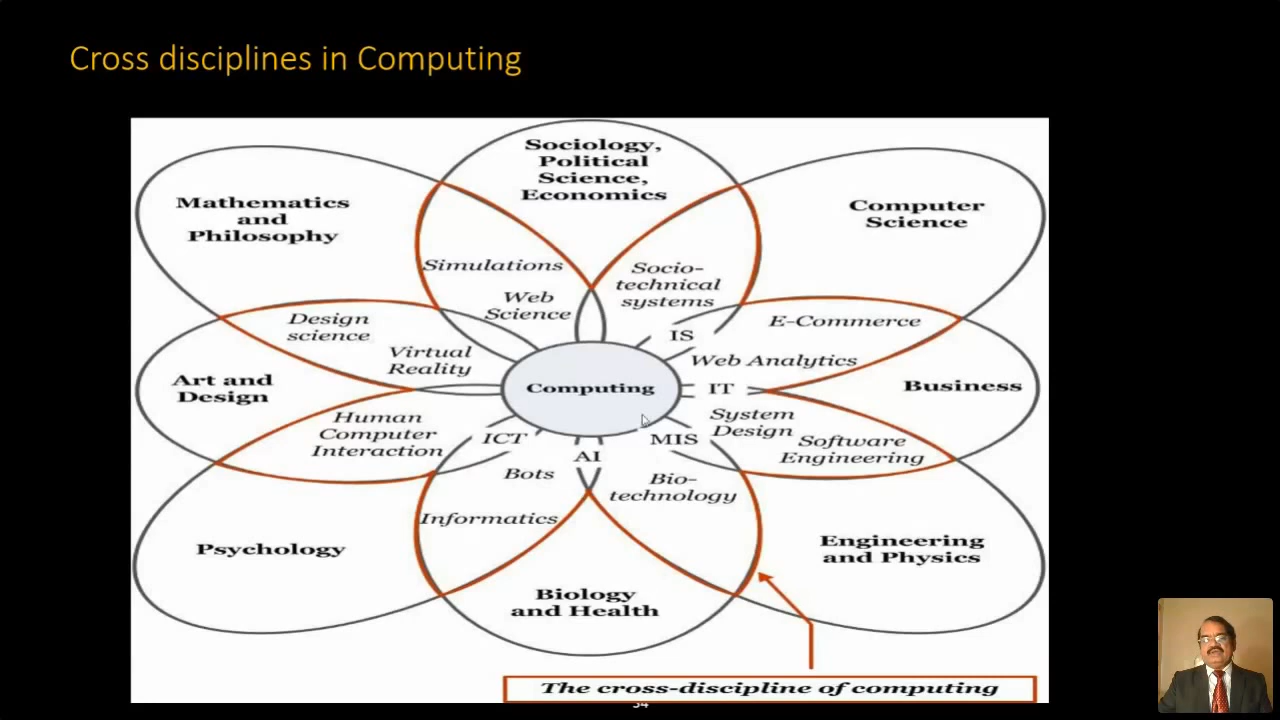 Cross disciplines in Computing
Sociology,
Political
Science,
Economics
Mathematics
and
Philosophy
Computer
Science
Simulations
Web
Science
Socio-
technical
systems
Design
science
Virtual
Reality
IS
E-Commerce
Web Analytics
Art and
Design
Computing
IT
Business
Human
Computer
Interaction
ICT
AI
MIS
System
Design
Software
Engineering
Bots
Informatics
Bio-
technology
Psychology
Biology
and Health
Engineering
and Physics
The cross-discipline of computing